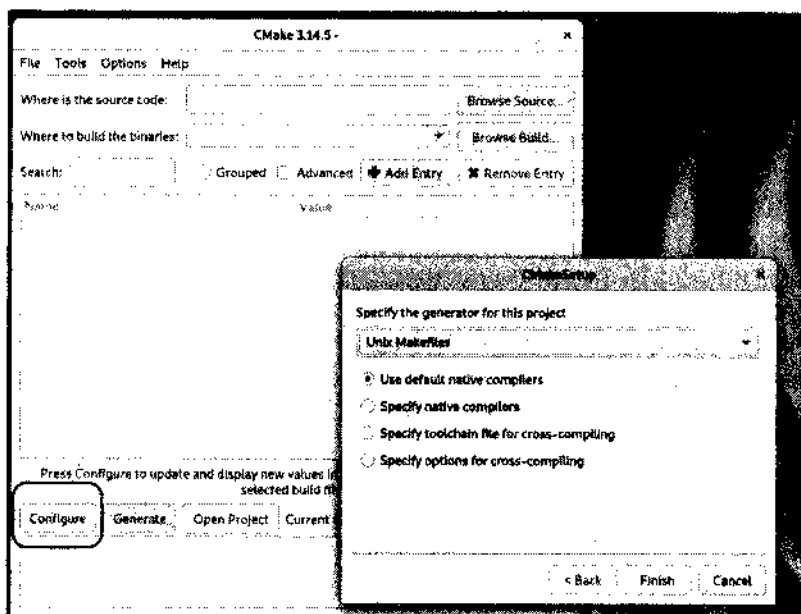 CMake 3.14.5 -
File Tools Options Help
Where is the source code:
Browse Source...
Where to build the binaries:
Browse Build...
Search:
Grouped
Advanced
Add Entry
Remove Entry
Name
Value
CMakeSetup
Specify the generator for this project
Unix Makefiles
Use default native compilers
Specify native compilers
Specify toolchain file for cross-compiling
Specify options for cross-compiling
Press Configure to update and display new values
selected build
Configure
Generate
Open Project
Current
< Back
Finish
Cancel